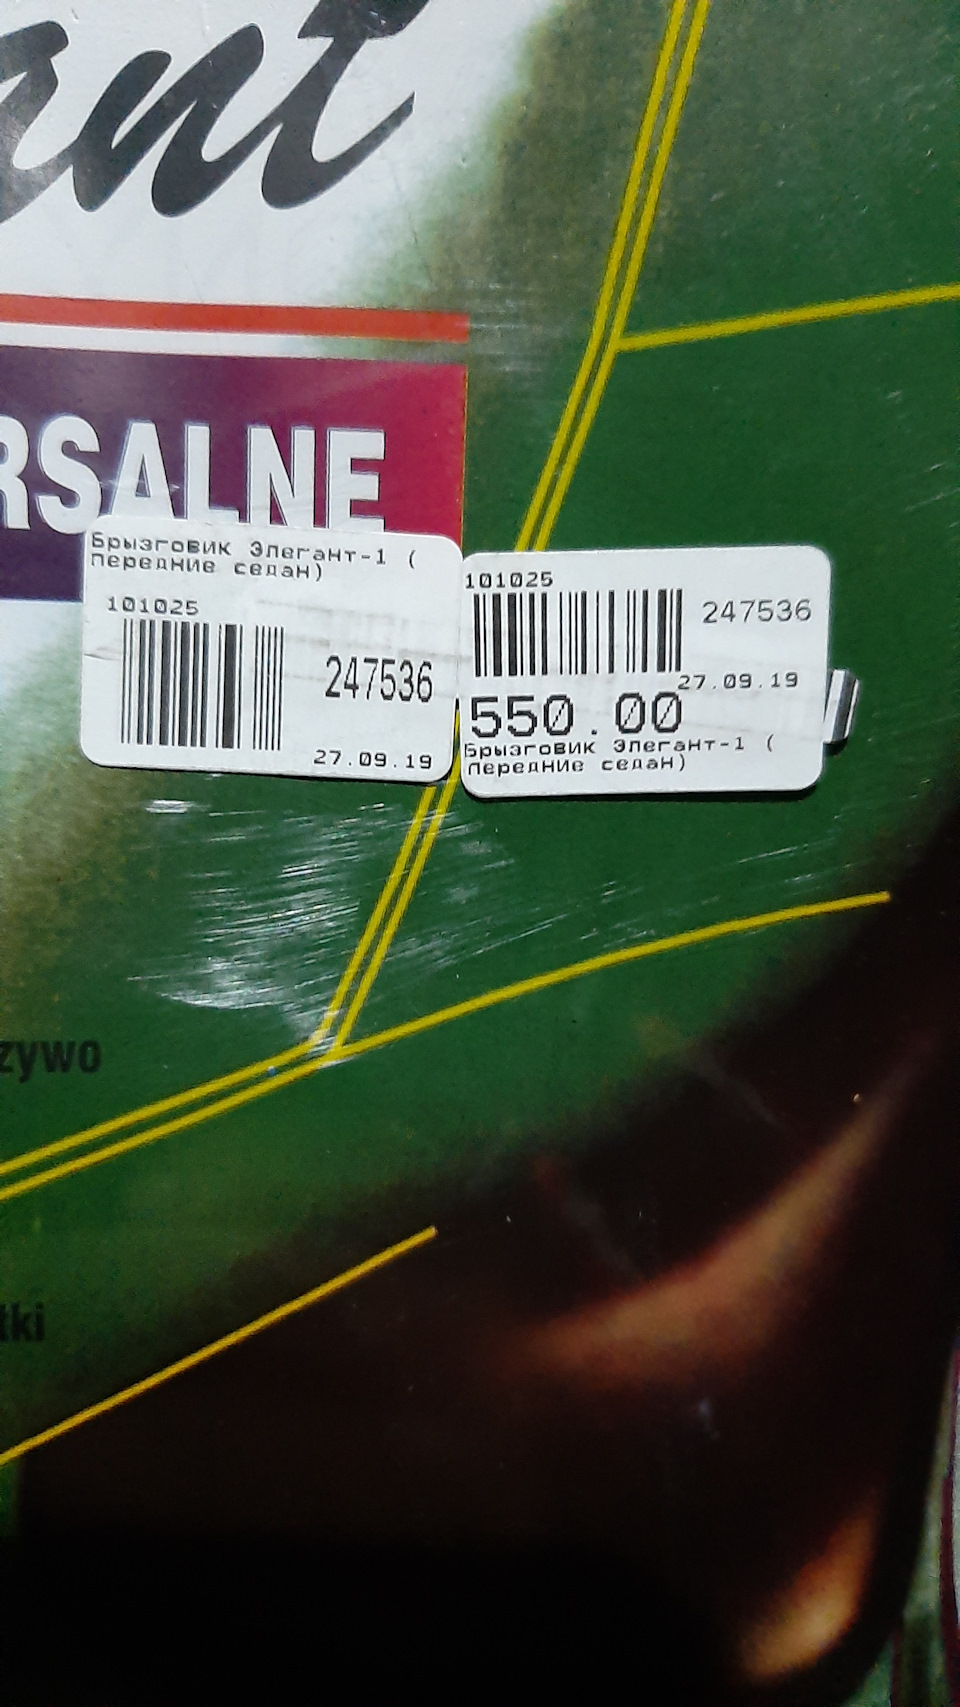 ant
RSALNE
Брызговик Элегант-1 (
передние седан)
101025
247536
27.09.19
101025
247536
27.09.19
550.00
Брызговик Элегант-1 (
передние седан)
zywo
tki